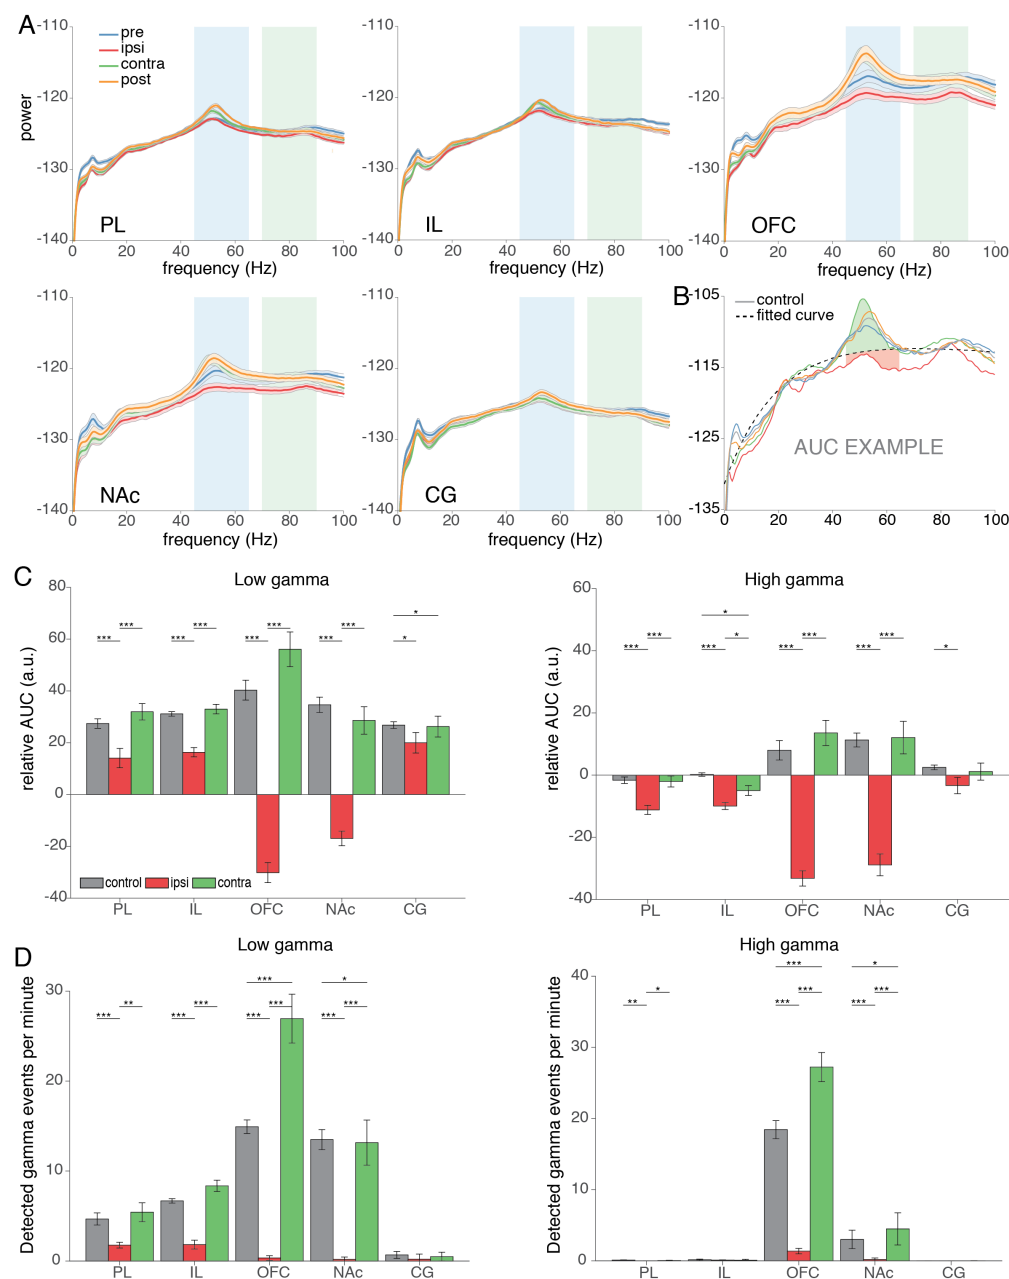 A
-110
-120
-130
-140
power
pre
ipsi
contra
post
PL
0 20 40 60 80 100
frequency (Hz)
-110
-120
-130
-140
IL
0 20 40 60 80 100
frequency (Hz)
-110
-120
-130
-140
OFC
0 20 40 60 80 100
frequency (Hz)
-110
-120
-130
-140
NAc
0 20 40 60 80 100
frequency (Hz)
-110
-120
-130
-140
CG
0 20 40 60 80 100
frequency (Hz)
B
-105
-115
-125
-135
control
fitted curve
AUC EXAMPLE
0 20 40 60 80 100
C
Low gamma
relative AUC (a.u.)
80
60
40
20
0
-20
-40
*** *** *** *** *** *** *** *** * *
control ipsi contra
PL IL OFC NAc CG
High gamma
relative AUC (a.u.)
60
40
20
0
-20
-40
*** *** * *** * *** *** *** *** *
PL IL OFC NAc CG
D
Low gamma
Detected gamma events per minute
30
20
10
0
*** ** *** *** *** *** *** * *** ***
PL IL OFC NAc CG
High gamma
Detected gamma events per minute
40
30
20
10
0
** * *** *** *** * *** ***
PL IL OFC NAc CG